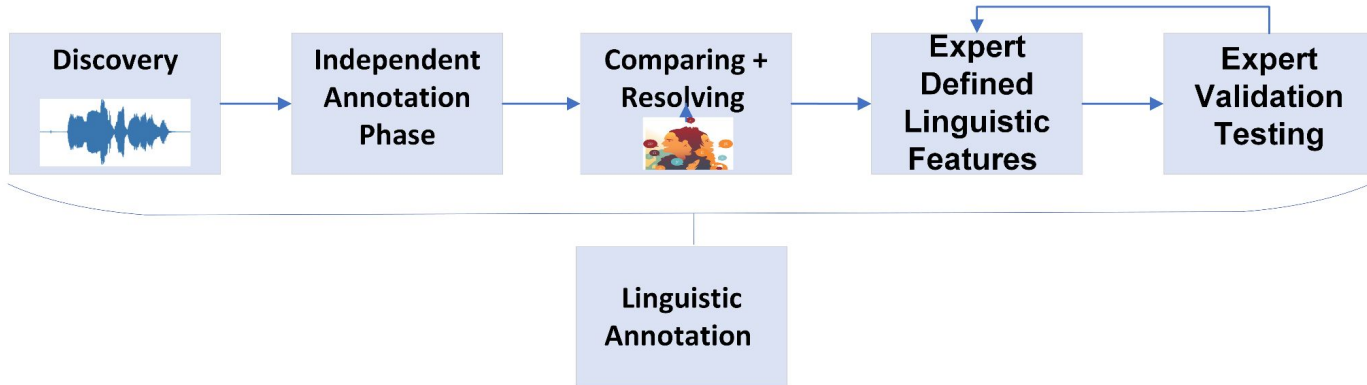 Discovery
Independent
Annotation
Phase
Comparing +
Resolving
Expert
Defined
Linguistic
Features
Expert
Validation
Testing
Linguistic
Annotation